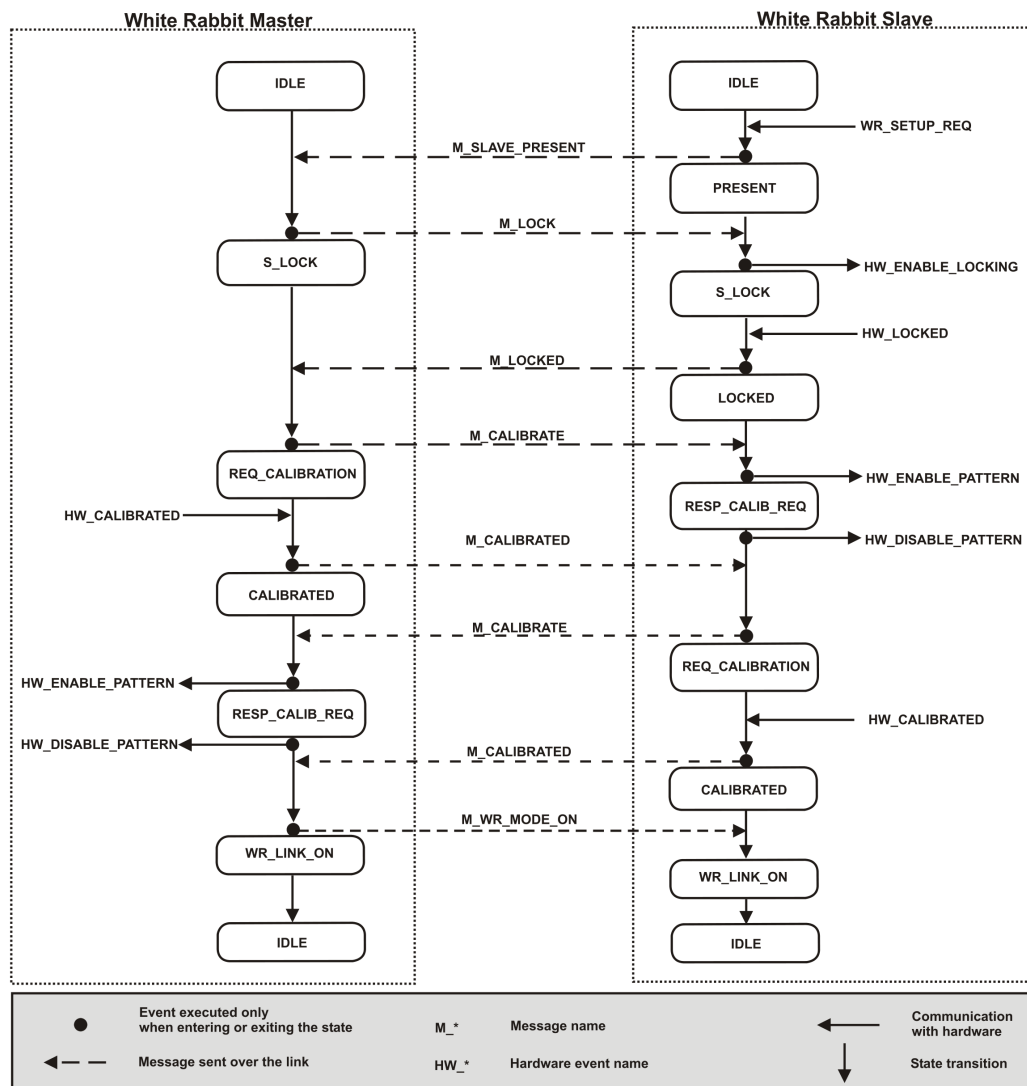 White Rabbit Master
White Rabbit Slave
IDLE
IDLE
WR_SETUP_REQ
M_SLAVE_PRESENT
PRESENT
M_LOCK
S_LOCK
HW_ENABLE_LOCKING
S_LOCK
HW_LOCKED
M_LOCKED
LOCKED
M_CALIBRATE
REQ_CALIBRATION
HW_ENABLE_PATTERN
RESP_CALIB_REQ
HW_CALIBRATED
M_CALIBRATED
HW_DISABLE_PATTERN
CALIBRATED
M_CALIBRATE
REQ_CALIBRATION
HW_ENABLE_PATTERN
RESP_CALIB_REQ
HW_CALIBRATED
HW_DISABLE_PATTERN
M_CALIBRATED
CALIBRATED
M_WR_MODE_ON
WR_LINK_ON
WR_LINK_ON
IDLE
IDLE
Event executed only
when entering or exiting the state
M_*
Message name
Communication
with hardware
Message sent over the link
HW_*
Hardware event name
State transition